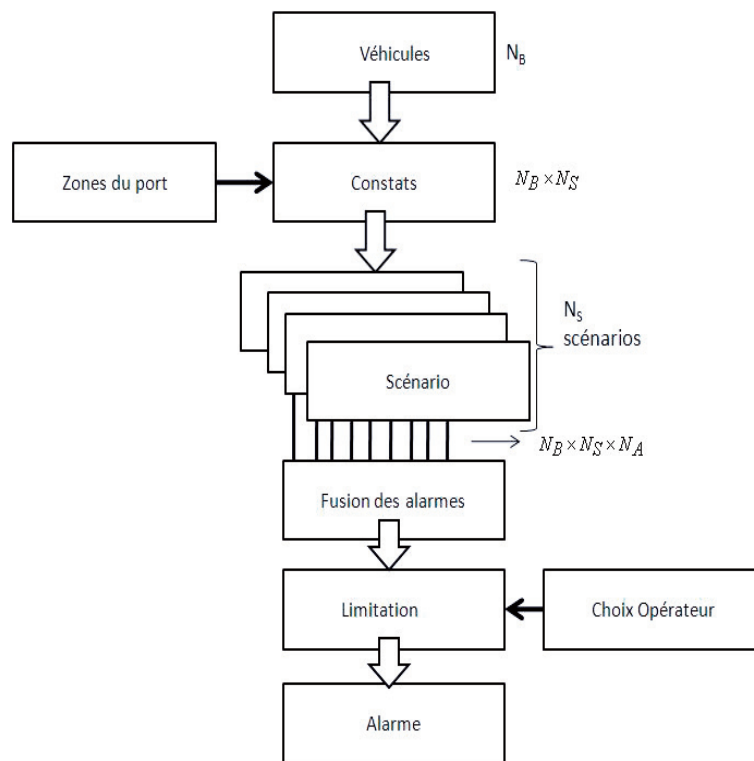 Véhicules
N_B
Zones du port
Constats
N_B × N_S
N_S
scénarios
Scénario
N_B × N_S × N_A
Fusion des alarmes
Limitation
Choix Opérateur
Alarme